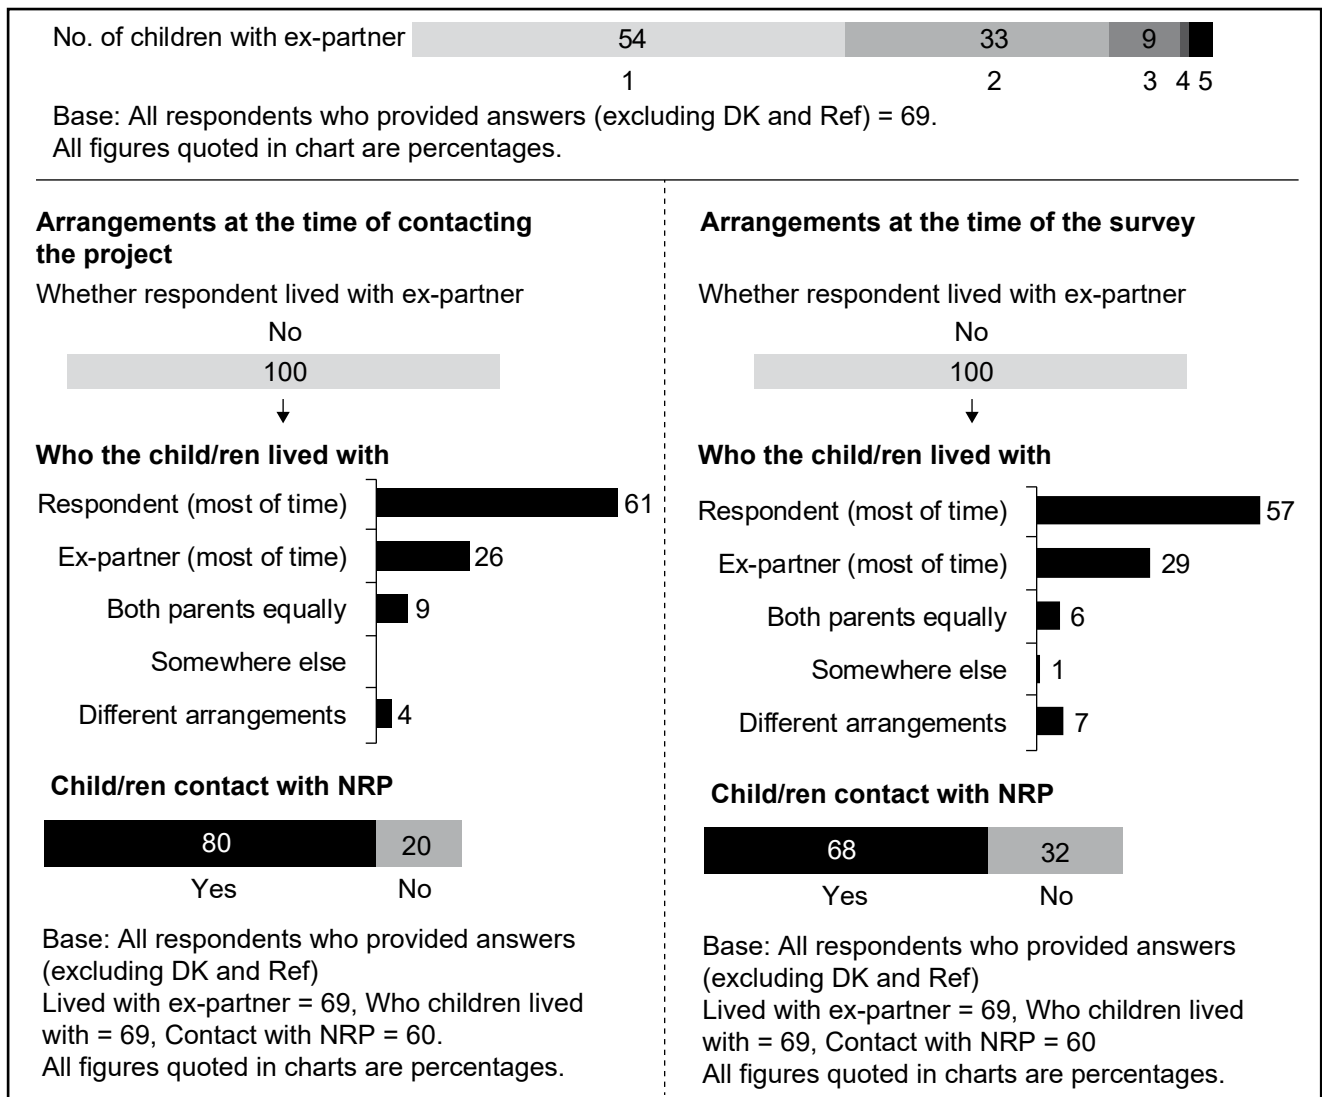 No. of children with ex-partner
54 33 9
1 2 3 4 5
Base: All respondents who provided answers (excluding DK and Ref) = 69.
All figures quoted in chart are percentages.
Arrangements at the time of contacting
the project
Whether respondent lived with ex-partner
No
100
Who the child/ren lived with
Respondent (most of time) 61
Ex-partner (most of time) 26
Both parents equally 9
Somewhere else
Different arrangements 4
Child/ren contact with NRP
80 20
Yes No
Base: All respondents who provided answers
(excluding DK and Ref)
Lived with ex-partner = 69, Who children lived
with = 69, Contact with NRP = 60.
All figures quoted in charts are percentages.
Arrangements at the time of the survey
Whether respondent lived with ex-partner
No
100
Who the child/ren lived with
Respondent (most of time) 57
Ex-partner (most of time) 29
Both parents equally 6
Somewhere else 1
Different arrangements 7
Child/ren contact with NRP
68 32
Yes No
Base: All respondents who provided answers
(excluding DK and Ref)
Lived with ex-partner = 69, Who children lived
with = 69, Contact with NRP = 60
All figures quoted in charts are percentages.